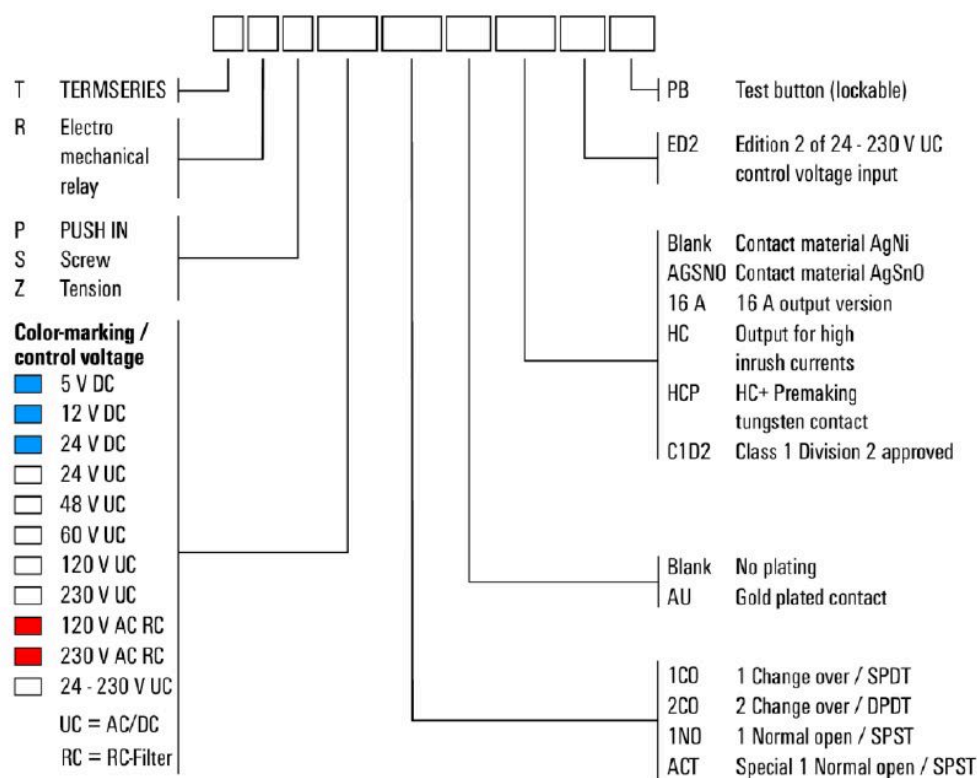 T TERMSERIES
R Electro
mechanical
relay
P PUSH IN
S Screw
Z Tension
Color-marking /
control voltage
5 V DC
12 V DC
24 V DC
24 V UC
48 V UC
60 V UC
120 V UC
230 V UC
120 V AC RC
230 V AC RC
24 - 230 V UC
UC = AC/DC
RC = RC-Filter
PB Test button (lockable)
ED2 Edition 2 of 24 - 230 V UC
control voltage input
Blank Contact material AgNi
AGSNO Contact material AgSnO
16 A 16 A output version
HC Output for high
inrush currents
HCP HC+ Premaking
tungsten contact
C1D2 Class 1 Division 2 approved
Blank No plating
AU Gold plated contact
1CO 1 Change over / SPDT
2CO 2 Change over / DPDT
1NO 1 Normal open / SPST
ACT Special 1 Normal open / SPST